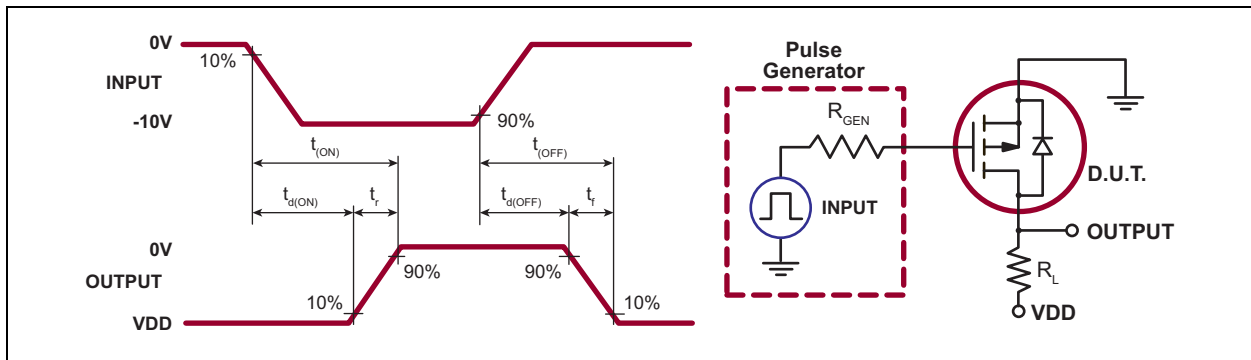 0V
10%
INPUT
-10V
90%
t(ON)
t(OFF)
td(ON)
tr
td(OFF)
tf
0V
90%
90%
OUTPUT
10%
10%
VDD
Pulse
Generator
RGEN
INPUT
D.U.T.
OUTPUT
RL
VDD